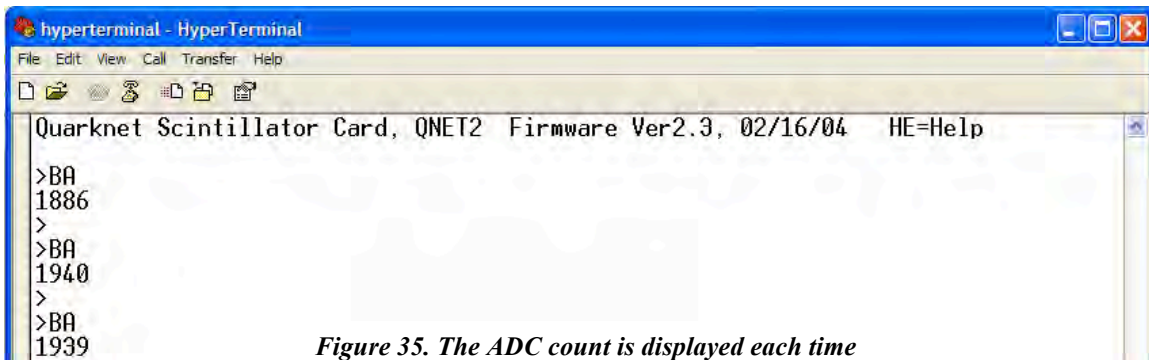 hyperterminal - HyperTerminal
File Edit View Call Transfer Help
Quarknet Scintillator Card, QNET2 Firmware Ver2.3, 02/16/04 HE=Help
>BA
1886
>
>BA
1940
>
>BA
1939
Figure 35. The ADC count is displayed each time